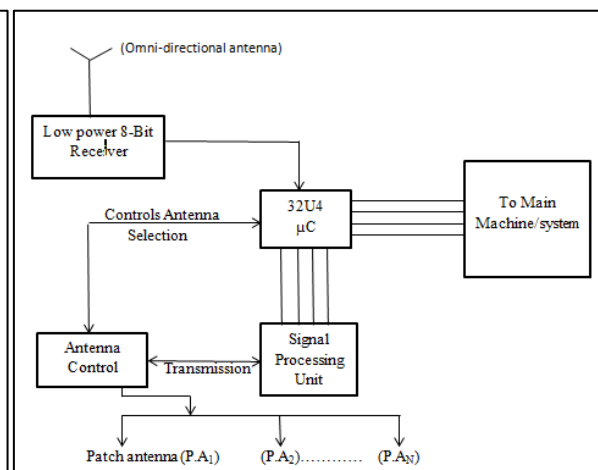 (Omni-directional antenna)
Low power 8-Bit
Receiver
32U4
µC
To Main
Machine/system
Controls Antenna
Selection
Antenna
Control
Transmission
Signal
Processing
Unit
Patch antenna (P.A₁) (P.A₂)............ (P.Aₙ)